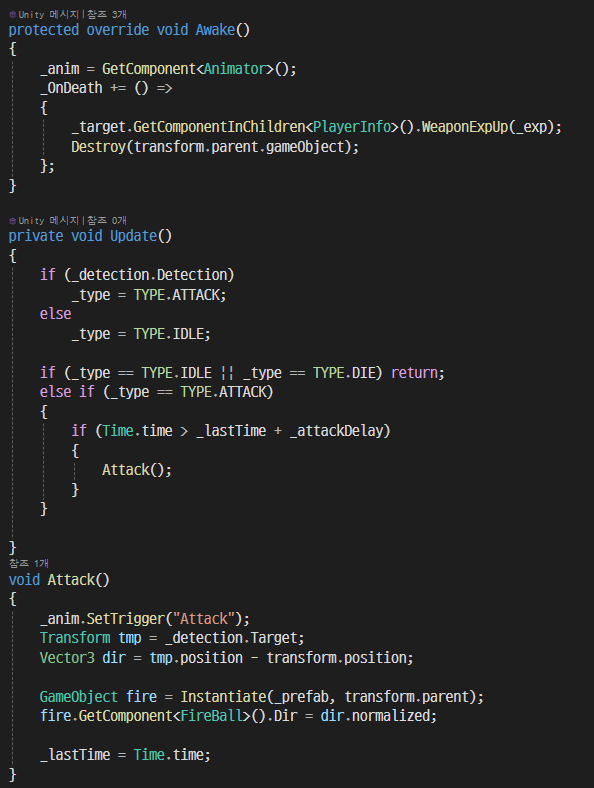 Unity 메시지|참조 3개
protected override void Awake()
{
    _anim = GetComponent<Animator>();
    _OnDeath += () =>
    {
        _target.GetComponentInChildren<PlayerInfo>().WeaponExpUp(_exp);
        Destroy(transform.parent.gameObject);
    };
}
Unity 메시지|참조 0개
private void Update()
{
    if (_detection.Detection)
        _type = TYPE.ATTACK;
    else
        _type = TYPE.IDLE;
    if (_type == TYPE.IDLE || _type == TYPE.DIE) return;
    else if (_type == TYPE.ATTACK)
    {
        if (Time.time > _lastTime + _attackDelay)
        {
            Attack();
        }
    }
}
참조 1개
void Attack()
{
    _anim.SetTrigger("Attack");
    Transform tmp = _detection.Target;
    Vector3 dir = tmp.position - transform.position;
    GameObject fire = Instantiate(_prefab, transform.parent);
    fire.GetComponent<FireBall>().Dir = dir.normalized;
    _lastTime = Time.time;
}